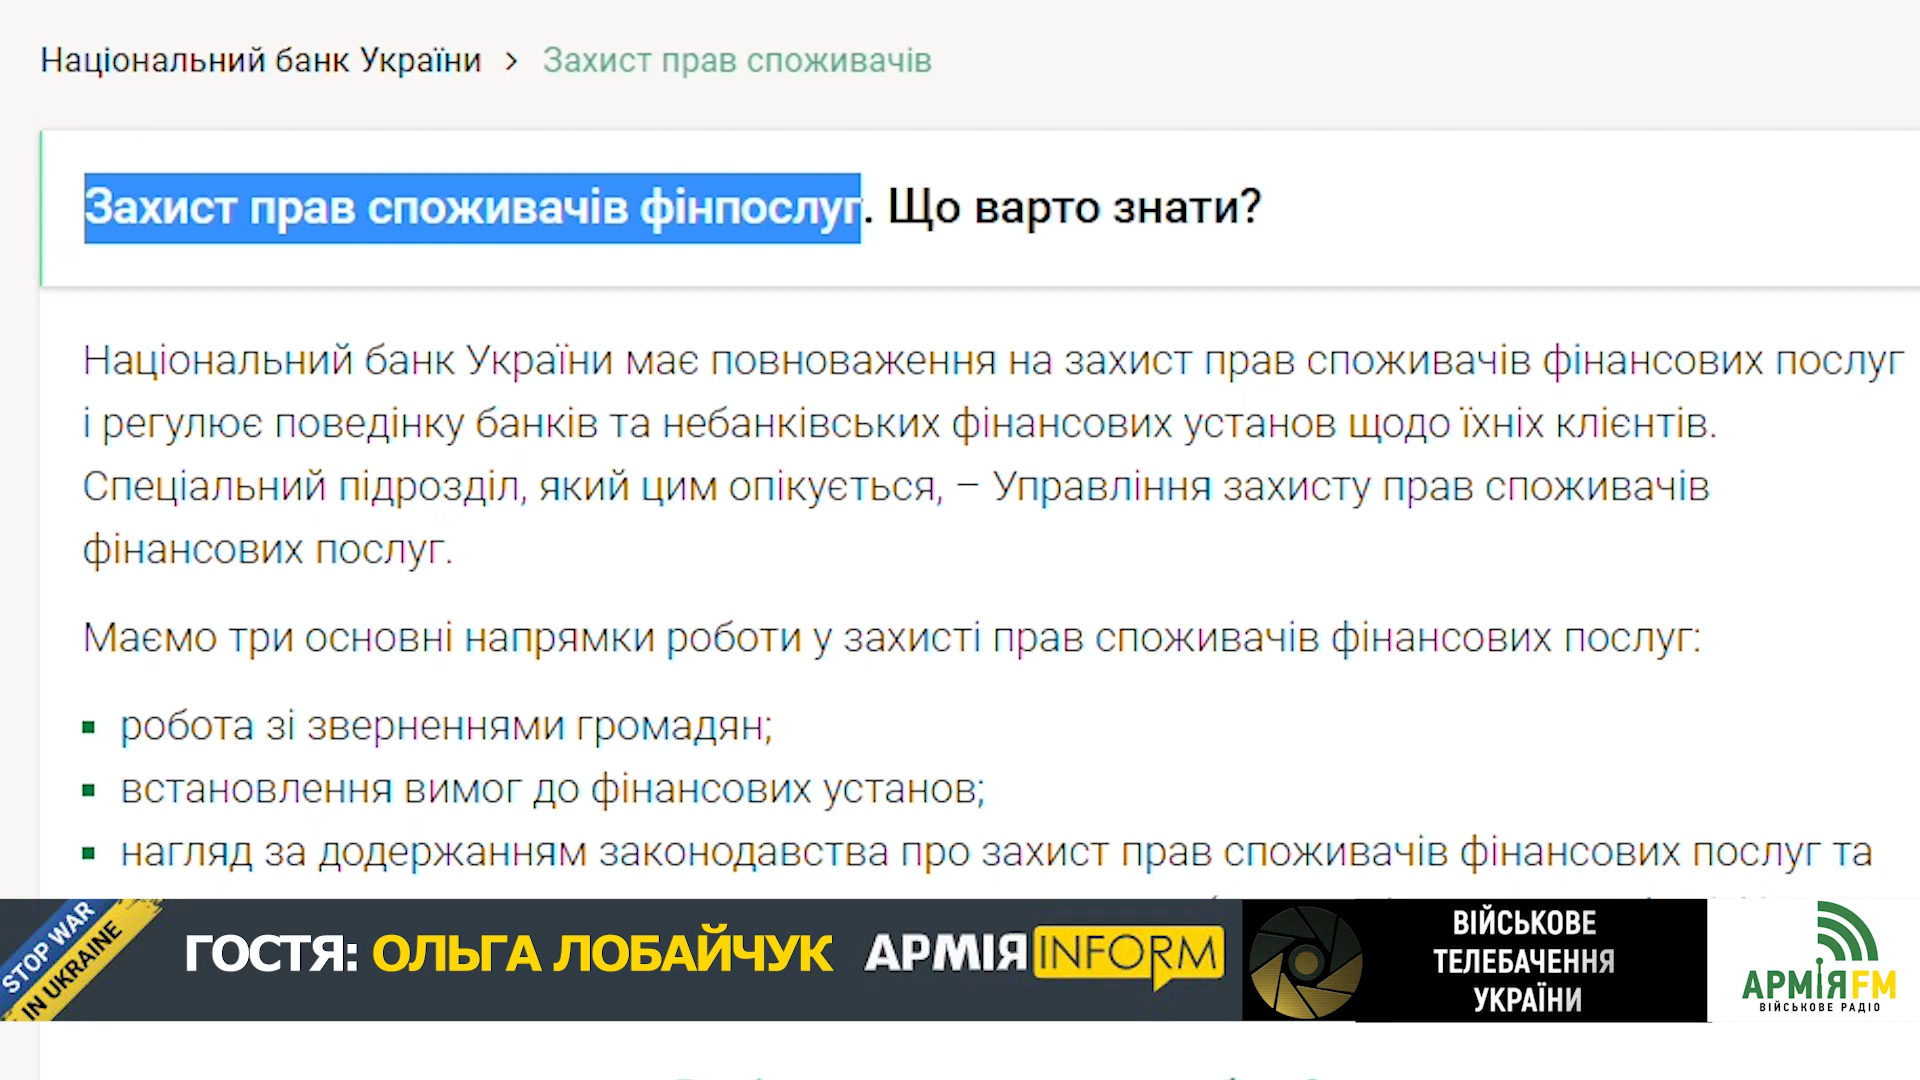 Національний банк України > Захист прав споживачів
Захист прав споживачів фінпослуг. Що варто знати?
Національний банк України має повноваження на захист прав споживачів фінансових послуг
і регулює поведінку банків та небанківських фінансових установ щодо їхніх клієнтів.
Спеціальний підрозділ, який цим опікується, – Управління захисту прав споживачів
фінансових послуг.
Маємо три основні напрямки роботи у захисті прав споживачів фінансових послуг:
▪ робота зі зверненнями громадян;
▪ встановлення вимог до фінансових установ;
▪ нагляд за додержанням законодавства про захист прав споживачів фінансових послуг та
STOP WAR
IN UKRAINE
ГОСТЯ: ОЛЬГА ЛОБАЙЧУК
АРМІЯ INFORM
ВІЙСЬКОВЕ
ТЕЛЕБАЧЕННЯ
УКРАЇНИ
АРМІЯFM
ВІЙСЬКОВЕ РАДІО